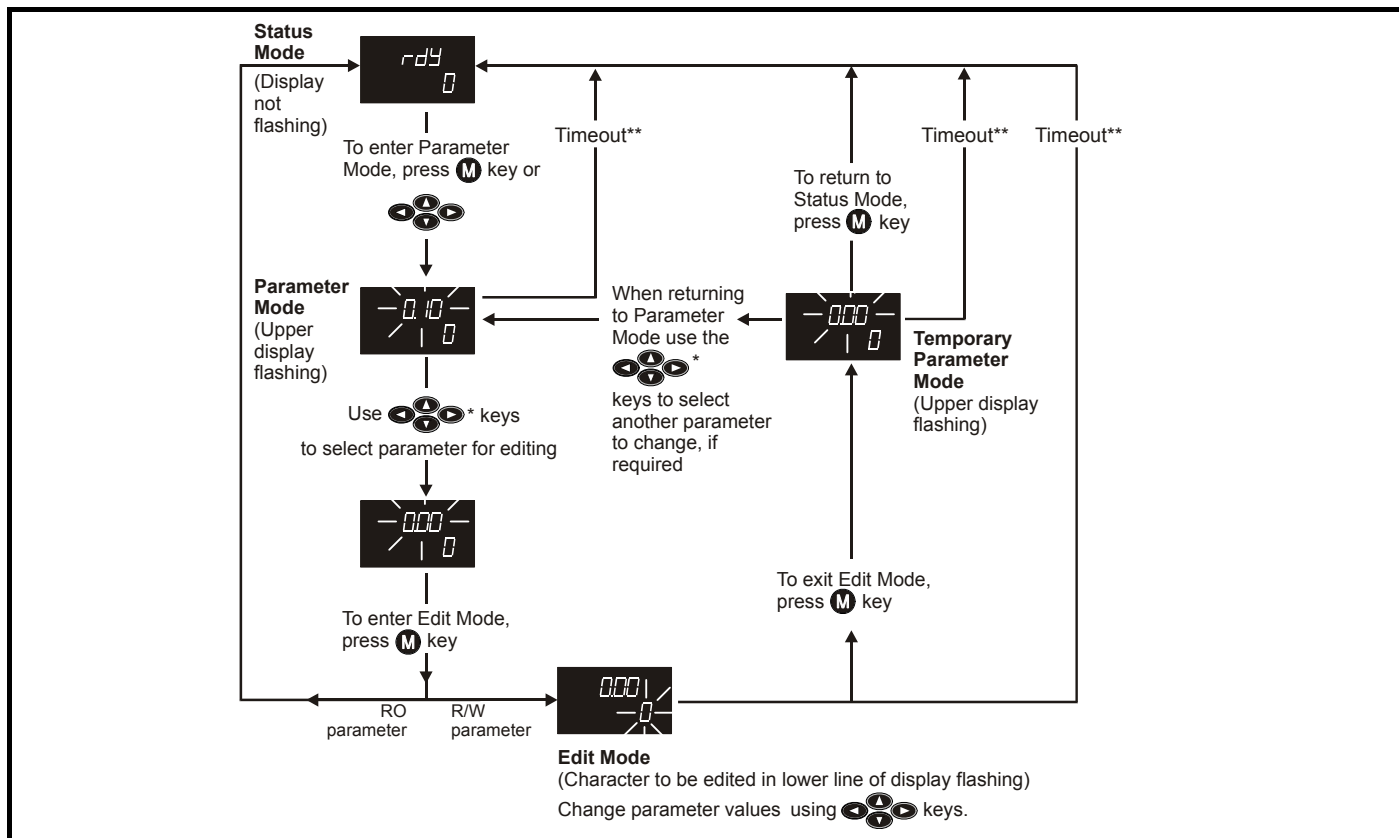 Status
Mode
(Display
not
flashing)
rdY
0
To enter Parameter
Mode, press M key or
Timeout**
Timeout**
Timeout**
To return to
Status Mode,
press M key
Parameter
Mode
(Upper
display
flashing)
0.10
0
When returning
to Parameter
Mode use the
*
keys to select
another parameter
to change, if
required
0.00
0
Temporary
Parameter
Mode
(Upper display
flashing)
Use * keys
to select parameter for editing
0.00
0
To enter Edit Mode,
press M key
To exit Edit Mode,
press M key
RO
parameter
R/W
parameter
0.00
0
Edit Mode
(Character to be edited in lower line of display flashing)
Change parameter values using keys.